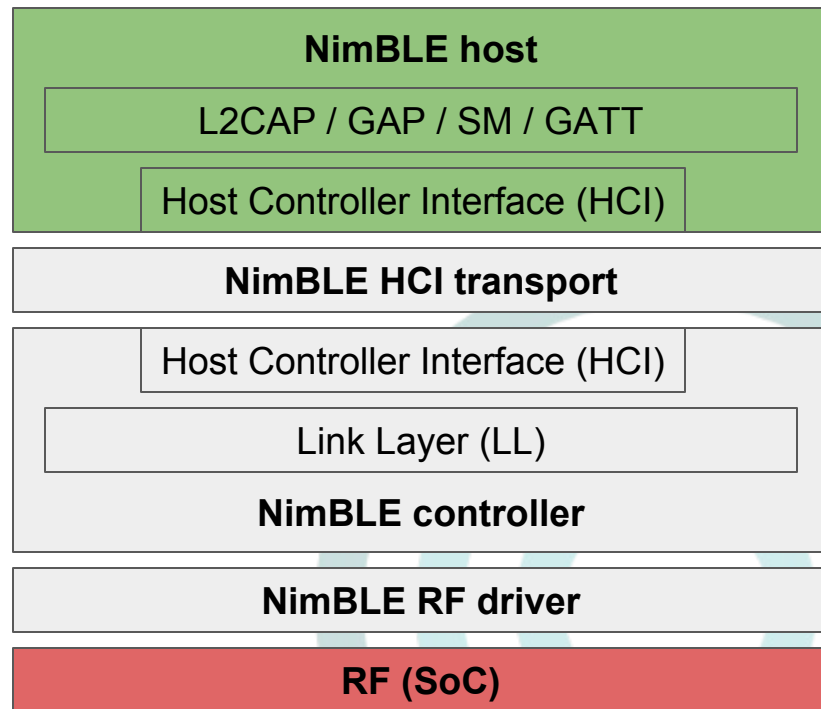 NimBLE host
L2CAP / GAP / SM / GATT
Host Controller Interface (HCI)
NimBLE HCI transport
Host Controller Interface (HCI)
Link Layer (LL)
NimBLE controller
NimBLE RF driver
RF (SoC)